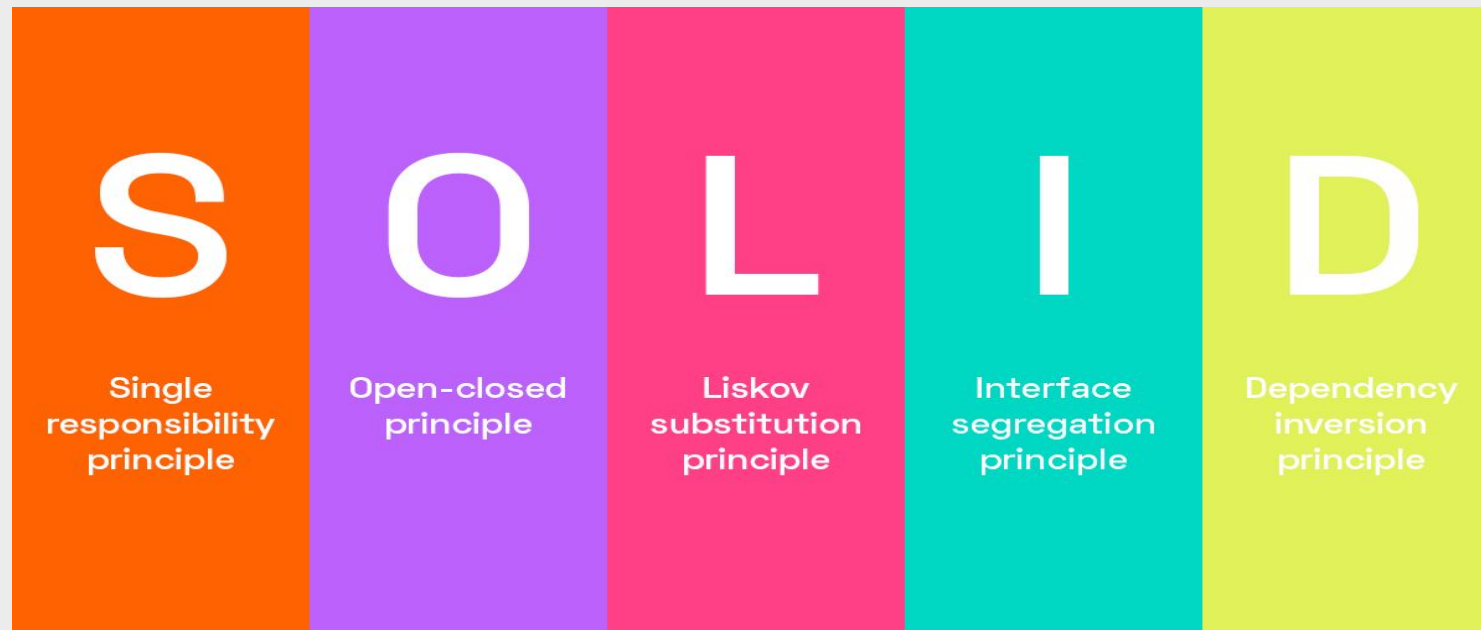 S
Single
responsibility
principle
O
Open-closed
principle
L
Liskov
substitution
principle
I
Interface
segregation
principle
D
Dependency
inversion
principle